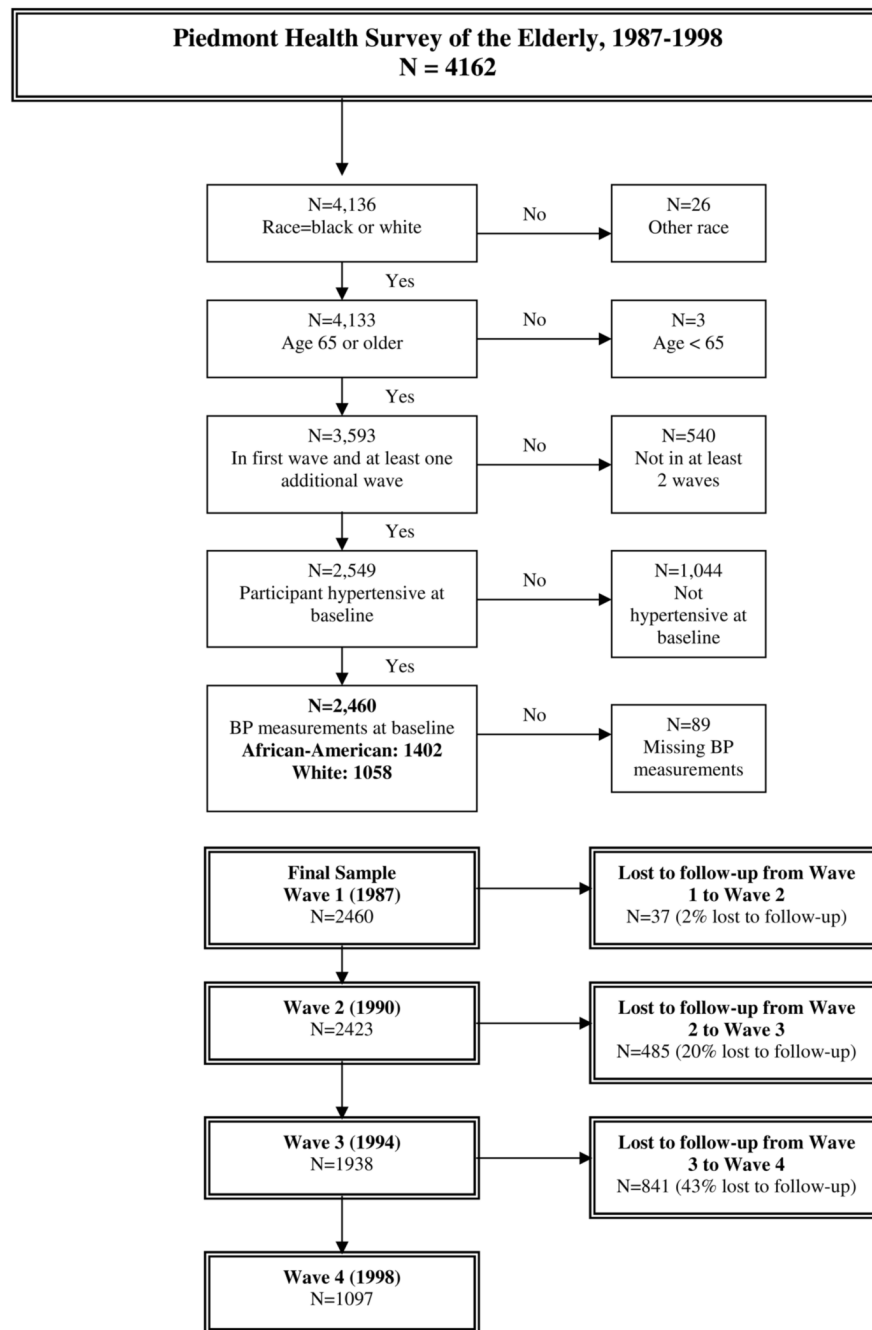 Piedmont Health Survey of the Elderly, 1987-1998
N = 4162
N=4,136
Race=black or white
No
N=26
Other race
Yes
N=4,133
Age 65 or older
No
N=3
Age < 65
Yes
N=3,593
In first wave and at least one
additional wave
No
N=540
Not in at least
2 waves
Yes
N=2,549
Participant hypertensive at
baseline
No
N=1,044
Not
hypertensive at
baseline
Yes
N=2,460
BP measurements at baseline
African-American: 1402
White: 1058
No
N=89
Missing BP
measurements
Final Sample
Wave 1 (1987)
N=2460
Lost to follow-up from Wave
1 to Wave 2
N=37 (2% lost to follow-up)
Wave 2 (1990)
N=2423
Lost to follow-up from Wave
2 to Wave 3
N=485 (20% lost to follow-up)
Wave 3 (1994)
N=1938
Lost to follow-up from Wave
3 to Wave 4
N=841 (43% lost to follow-up)
Wave 4 (1998)
N=1097